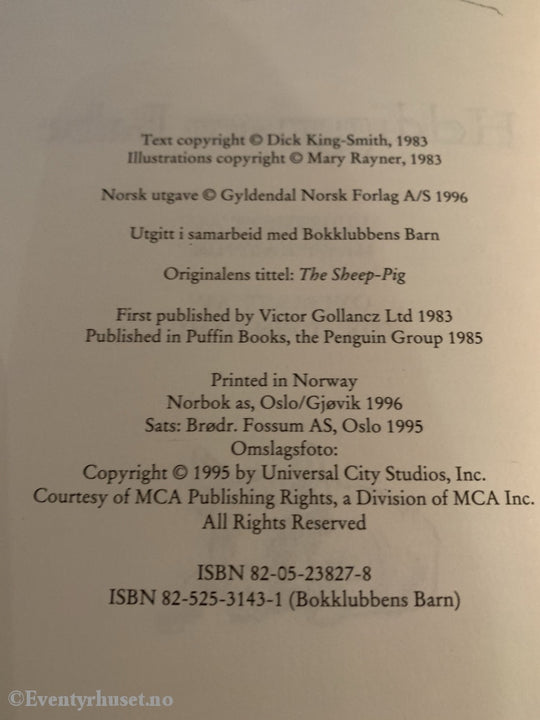 Text copyright © Dick King-Smith, 1983
Illustrations copyright © Mary Rayner, 1983
Norsk utgave © Gyldendal Norsk Forlag A/S 1996
Utgitt i samarbeid med Bokklubbens Barn
Originalens tittel: The Sheep-Pig
First published by Victor Gollancz Ltd 1983
Published in Puffin Books, the Penguin Group 1985
Printed in Norway
Norbok as, Oslo/Gjøvik 1996
Sats: Brødr. Fossum AS, Oslo 1995
Omslagsfoto:
Copyright © 1995 by Universal City Studios, Inc.
Courtesy of MCA Publishing Rights, a Division of MCA Inc.
All Rights Reserved
ISBN 82-05-23827-8
ISBN 82-525-3143-1 (Bokklubbens Barn)
©Eventyrhuset.no